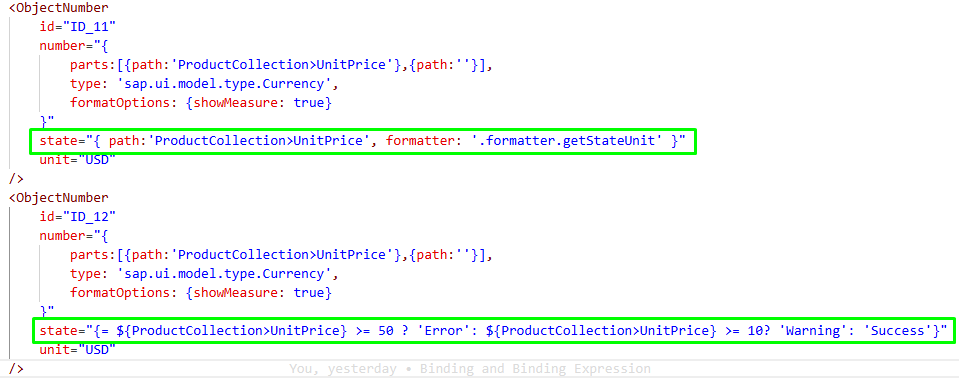 <ObjectNumber
id="ID_11"
number="{
parts:[{path:'ProductCollection>UnitPrice'},{path:''}],
type: 'sap.ui.model.type.Currency',
formatOptions: {showMeasure: true}
}"
state="{ path:'ProductCollection>UnitPrice', formatter: '.formatter.getStateUnit' }"
unit="USD"
/>
<ObjectNumber
id="ID_12"
number="{
parts:[{path:'ProductCollection>UnitPrice'},{path:''}],
type: 'sap.ui.model.type.Currency',
formatOptions: {showMeasure: true}
}"
state="{= ${ProductCollection>UnitPrice} >= 50 ? 'Error': ${ProductCollection>UnitPrice} >= 10? 'Warning': 'Success'}"
unit="USD"
/> You, yesterday • Binding and Binding Expression